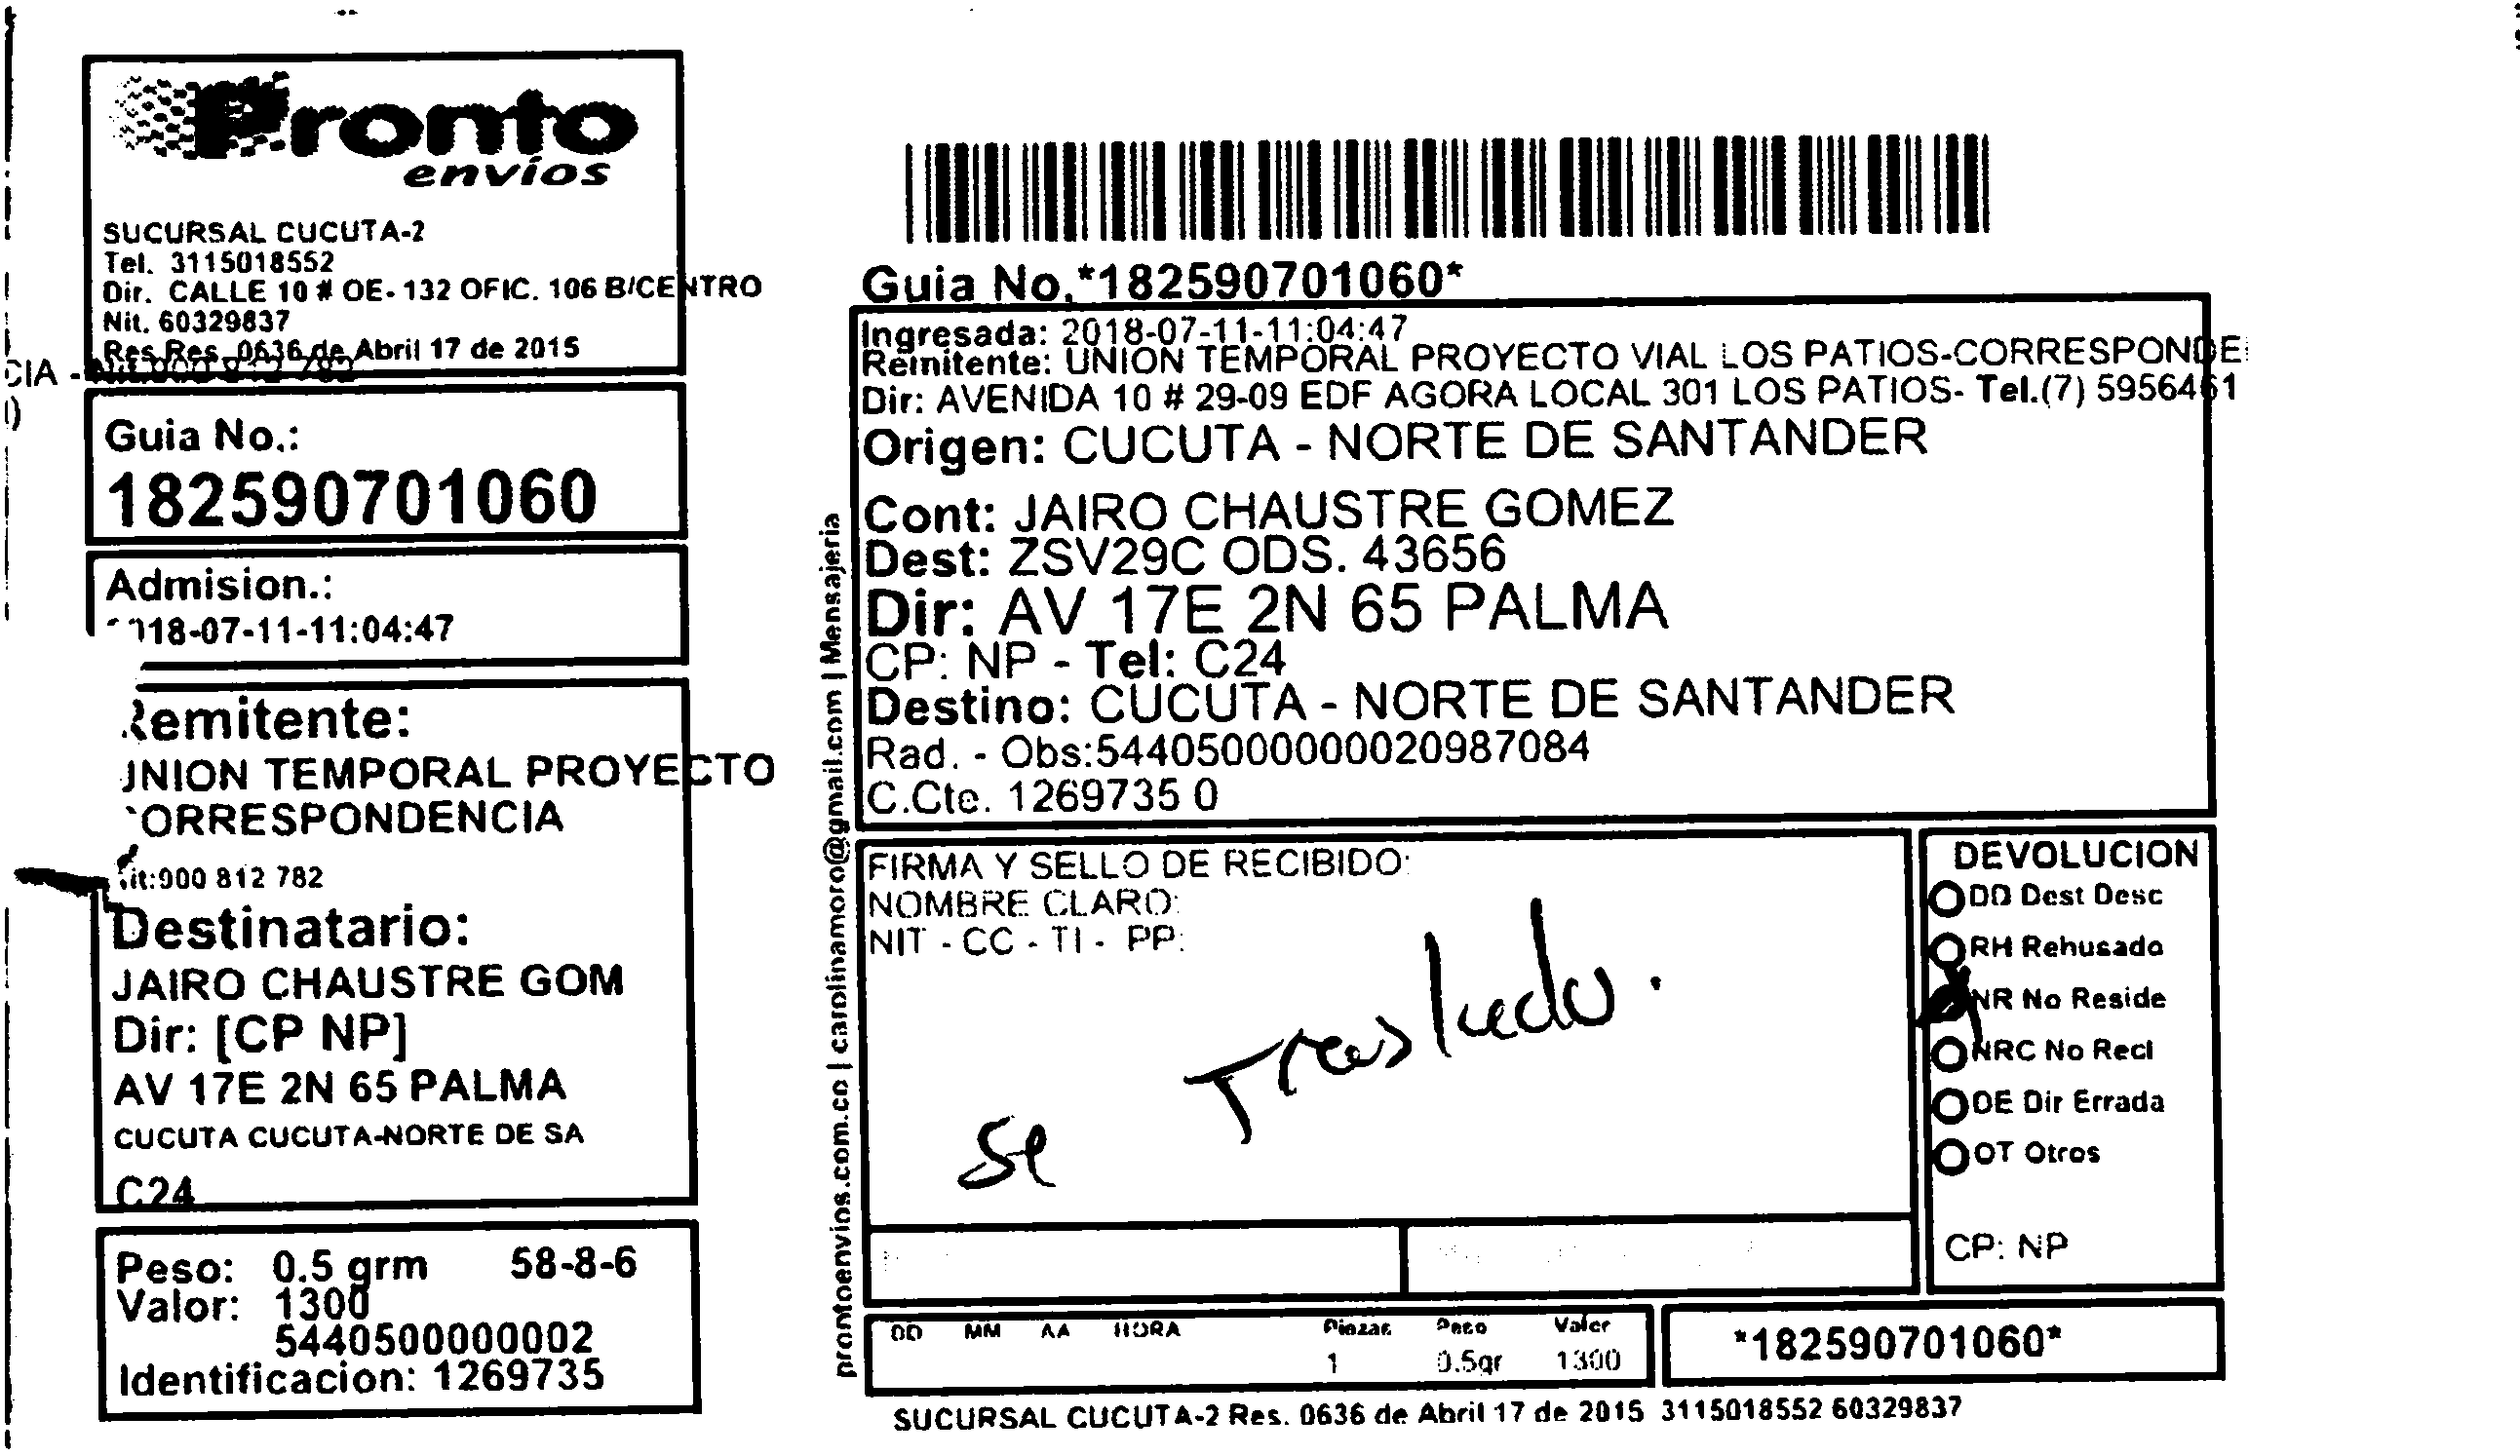 Pronto
envíos
SUCURSAL CUCUTA-2
Tel. 3115018552
Dir. CALLE 10 # OE- 132 OFIC. 106 B/CENTRO
Nit. 60329837
Res Res. 0636 de Abril 17 de 2015
CIA -
Guia No.:
182590701060
Admision.:
018-07-11-11:04:47
Remitente:
UNION TEMPORAL PROYECTO
CORRESPONDENCIA
Nit:900 812 782
Destinatario:
JAIRO CHAUSTRE GOM
Dir: [CP NP]
AV 17E 2N 65 PALMA
CUCUTA CUCUTA-NORTE DE SA
C24
Peso: 0.5 grm 58-8-6
Valor: 1300
5440500000002
Identificacion: 1269735
prontoenvios.com.co | carolinamoro@gmail.com | Mensajeria
Guia No.*182590701060*
Ingresada: 2018-07-11-11:04:47
Remitente: UNION TEMPORAL PROYECTO VIAL LOS PATIOS-CORRESPONDE
Dir: AVENIDA 10 # 29-09 EDF AGORA LOCAL 301 LOS PATIOS- Tel.(7) 5956461
Origen: CUCUTA - NORTE DE SANTANDER
Cont: JAIRO CHAUSTRE GOMEZ
Dest: ZSV29C ODS. 43656
Dir: AV 17E 2N 65 PALMA
CP: NP - Tel: C24
Destino: CUCUTA - NORTE DE SANTANDER
Rad. - Obs:544050000000020987084
C.Cte. 1269735 0
FIRMA Y SELLO DE RECIBIDO:
NOMBRE CLARO:
NIT - CC - TI - PP:
se Traslado.
DEVOLUCION
DD Dest Desc
RH Rehusado
NR No Reside
NRC No Recl
DE Dir Errada
OT Otros
CP: NP
DD MM AA HORA Piezas Peso Valor
1 0.5gr 1300
*182590701060*
SUCURSAL CUCUTA-2 Res. 0636 de Abril 17 de 2015 3115018552 60329837